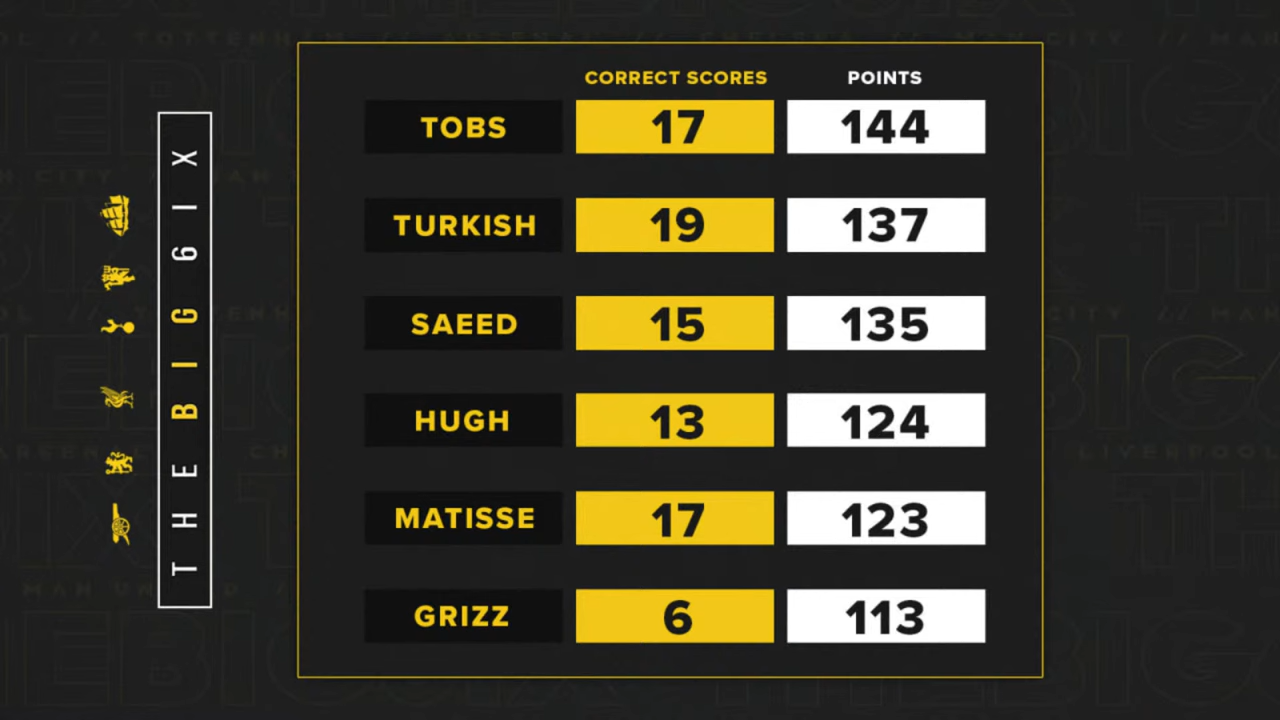 THE BIG 6IX
CORRECT SCORES POINTS
TOBS 17 144
TURKISH 19 137
SAEED 15 135
HUGH 13 124
MATISSE 17 123
GRIZZ 6 113